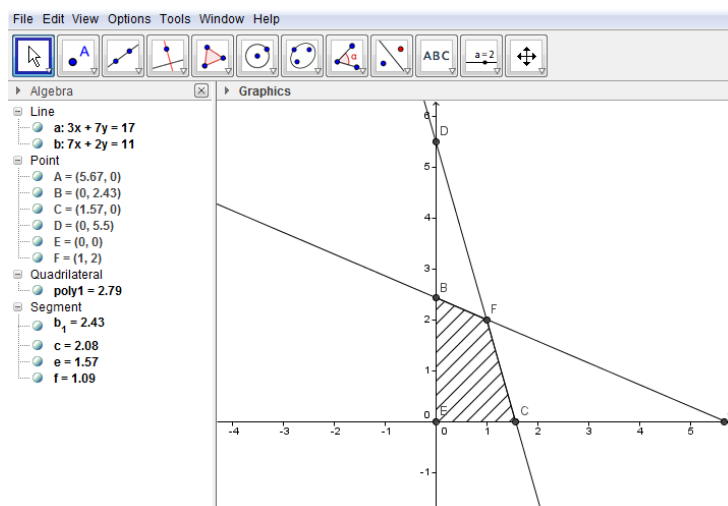 File Edit View Options Tools Window Help
A
α
ABC
a=2
Algebra
Graphics
Line
a: 3x + 7y = 17
b: 7x + 2y = 11
Point
A = (5.67, 0)
B = (0, 2.43)
C = (1.57, 0)
D = (0, 5.5)
E = (0, 0)
F = (1, 2)
Quadrilateral
poly1 = 2.79
Segment
b₁ = 2.43
c = 2.08
e = 1.57
f = 1.09
6
D
5
4
3
B
F
2
1
0
E
C
-4 -3 -2 -1 0 1 2 3 4 5
-1